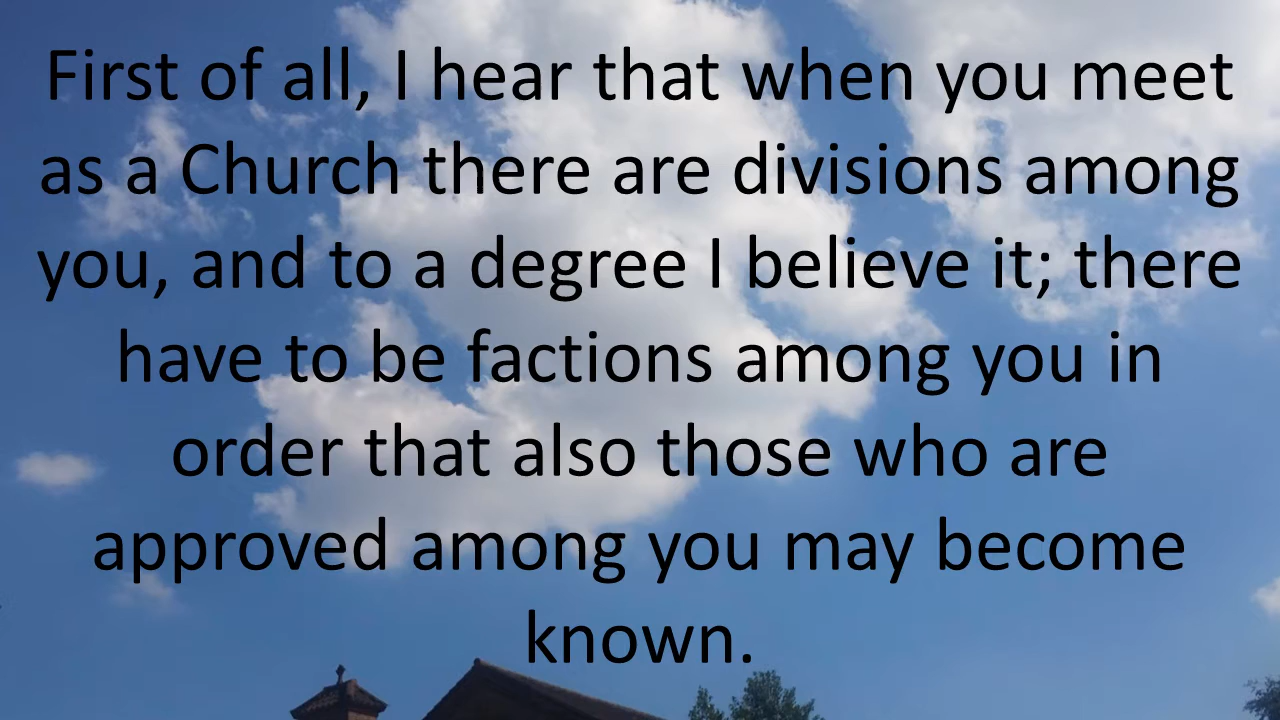 First of all, I hear that when you meet
as a Church there are divisions among
you, and to a degree I believe it; there
have to be factions among you in
order that also those who are
approved among you may become
known.